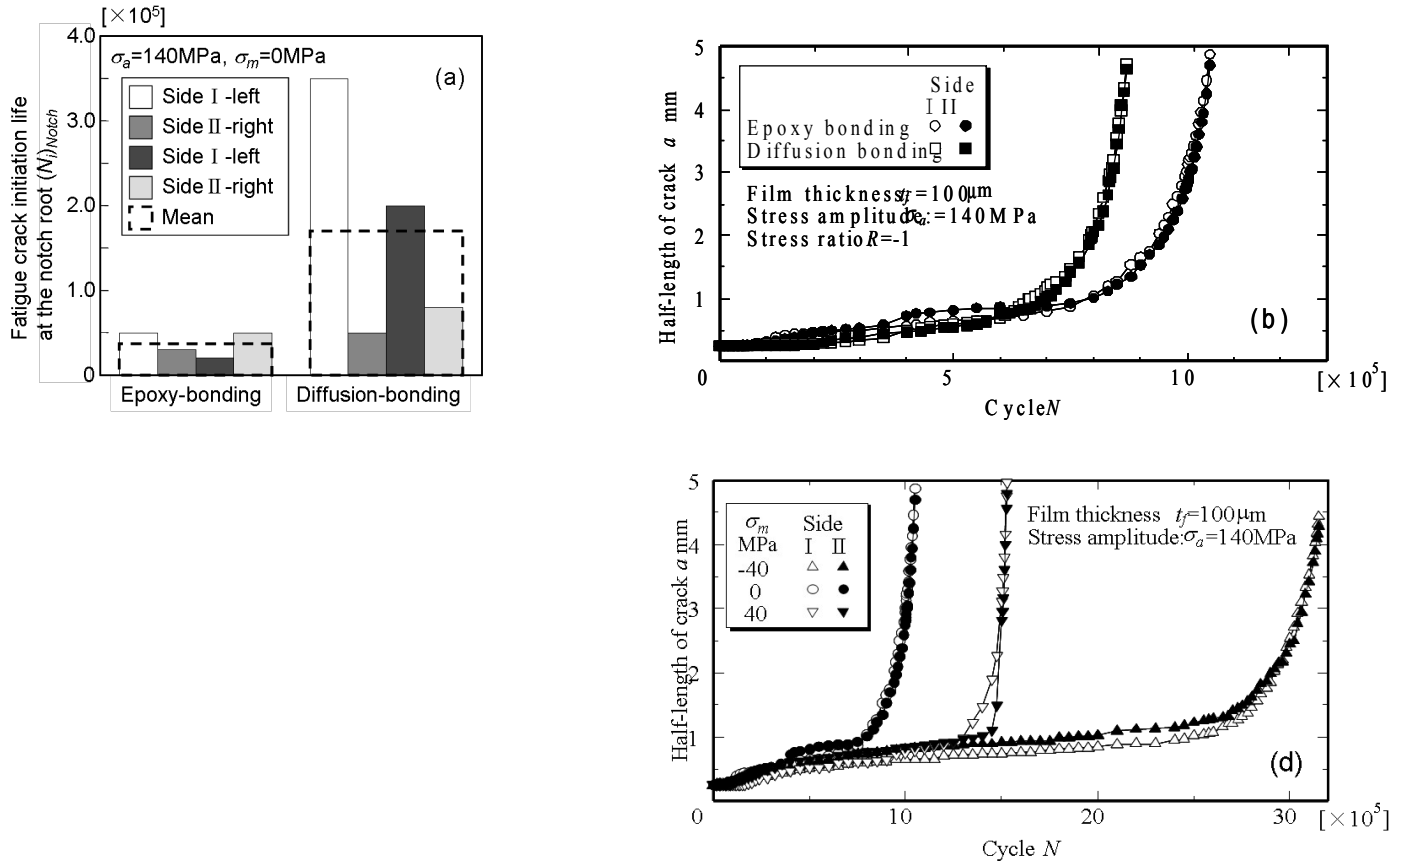 [×10⁵]
4.0
3.0
2.0
1.0
0
Fatigue crack initiation life
at the notch root (Ni)Notch
σa=140MPa, σm=0MPa
(a)
Side Ⅰ-left
Side Ⅱ-right
Side Ⅰ-left
Side Ⅱ-right
Mean
Epoxy-bonding
Diffusion-bonding
5
4
3
2
1
0
5
10
[×10⁵]
Half-length of crack a mm
Cycle N
Side
Ⅰ Ⅱ
Epoxy bonding
Diffusion bonding
Film thickness tf=100μm
Stress amplitude σa:=140MPa
Stress ratio R=-1
(b)
5
4
3
2
1
0
10
20
30
[×10⁵]
Half-length of crack a mm
Cycle N
σm Side
MPa Ⅰ Ⅱ
-40
0
40
Film thickness tf=100μm
Stress amplitude:σa=140MPa
(d)